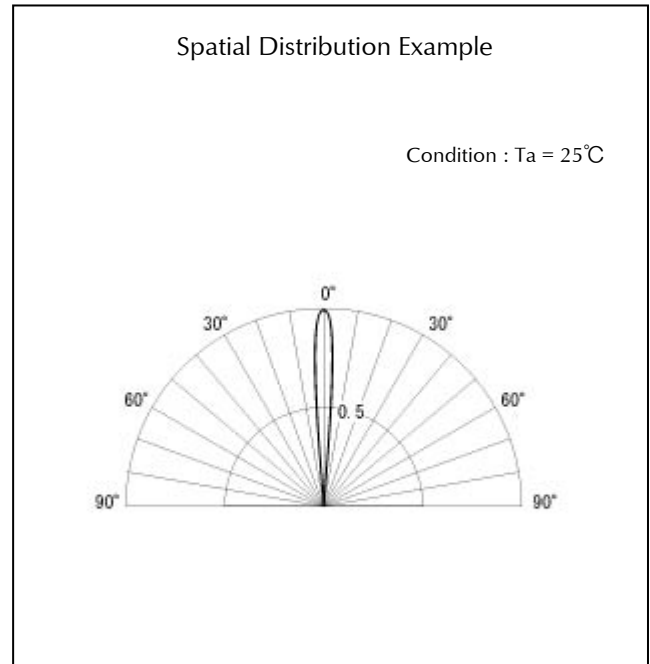 Spatial Distribution Example
Condition : Ta = 25℃
0°
30° 30°
60° 60°
0.5
90° 90°